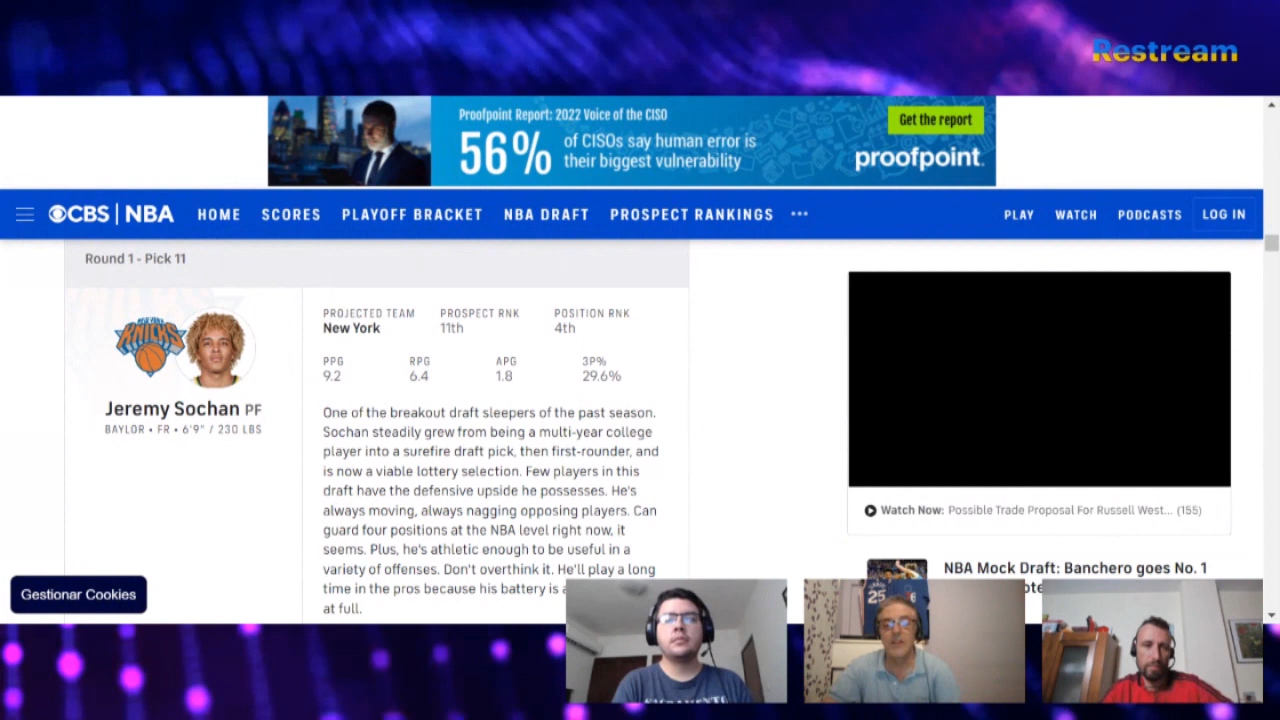 Restream
Proofpoint Report: 2022 Voice of the CISO
56%
of CISOs say human error is
their biggest vulnerability
Get the report
proofpoint.
CBS | NBA HOME SCORES PLAYOFF BRACKET NBA DRAFT PROSPECT RANKINGS ••• PLAY WATCH PODCASTS LOG IN
Round 1 - Pick 11
NEW YORK
KNICKS
Jeremy Sochan PF
BAYLOR • FR • 6'9" / 230 LBS
PROJECTED TEAM PROSPECT RNK POSITION RNK
New York 11th 4th
PPG RPG APG 3P%
9.2 6.4 1.8 29.6%
One of the breakout draft sleepers of the past season.
Sochan steadily grew from being a multi-year college
player into a surefire draft pick, then first-rounder, and
is now a viable lottery selection. Few players in this
draft have the defensive upside he possesses. He's
always moving, always nagging opposing players. Can
guard four positions at the NBA level right now, it
seems. Plus, he's athletic enough to be useful in a
variety of offenses. Don't overthink it. He'll play a long
time in the pros because his battery is
at full.
Watch Now: Possible Trade Proposal For Russell West... (155)
NBA Mock Draft: Banchero goes No. 1
Gestionar Cookies
25
SACRAMENTO